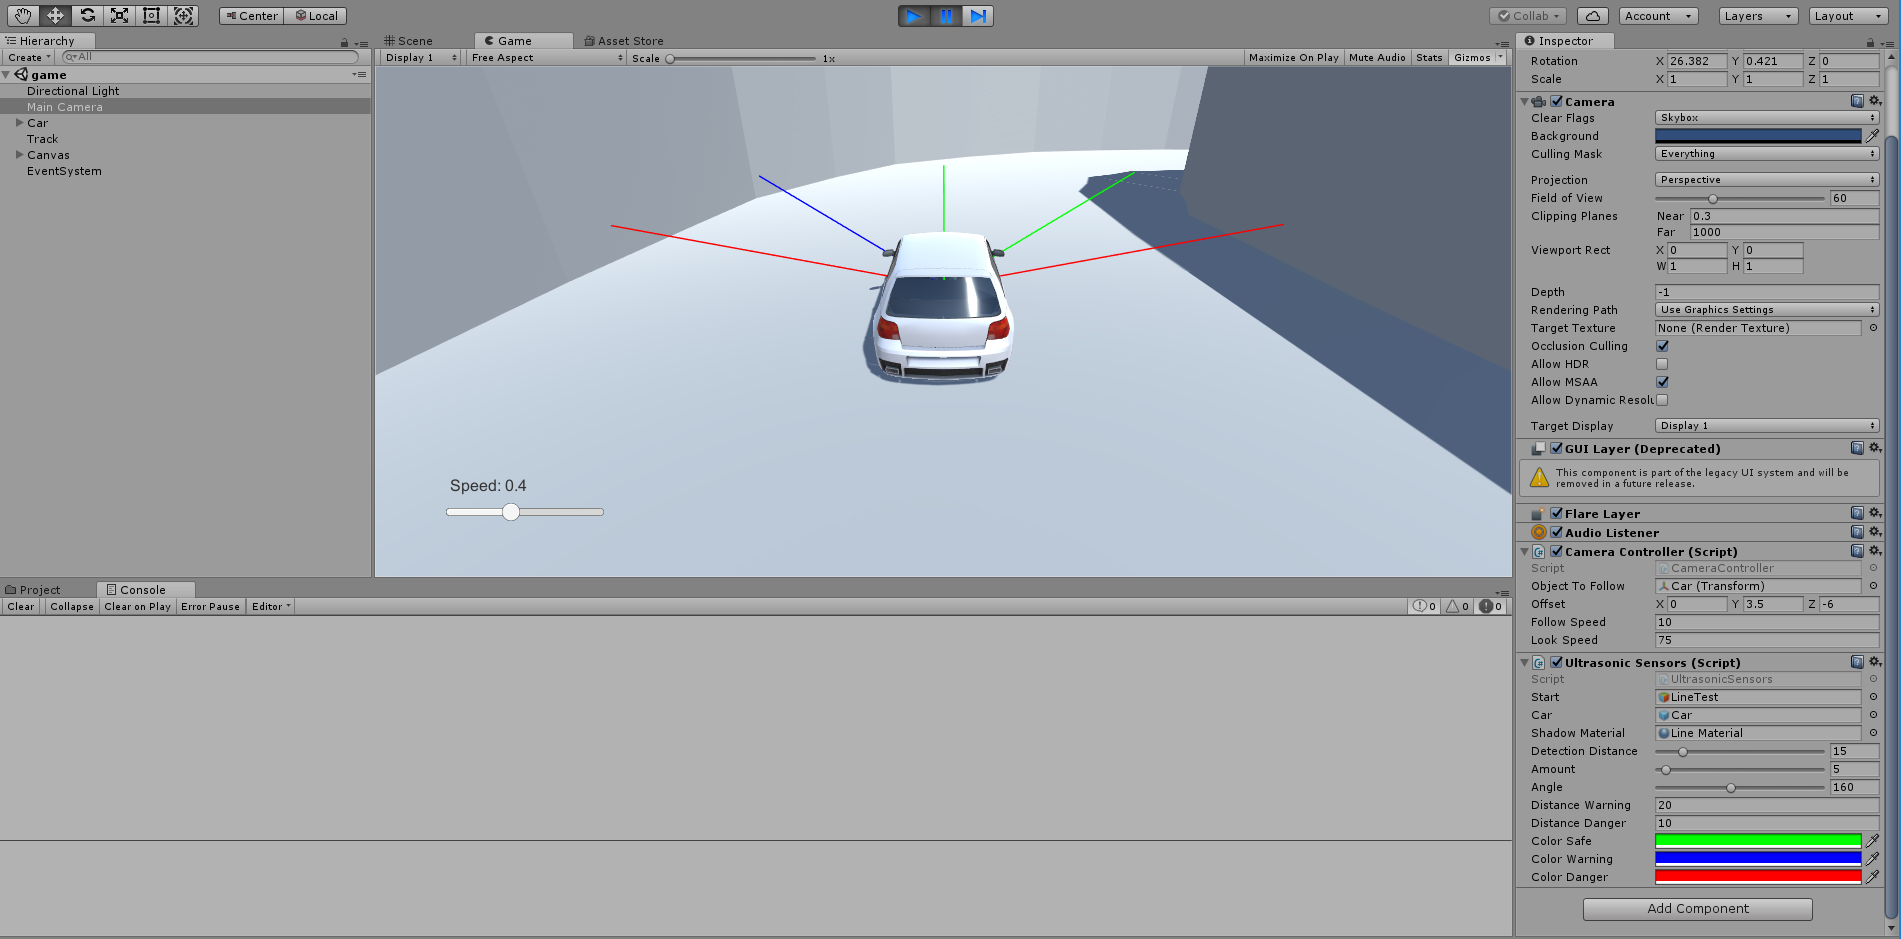 Center Local
Collab Account Layers Layout
Hierarchy
Create All
game
Directional Light
Main Camera
Car
Track
Canvas
EventSystem
Scene Game Asset Store
Display 1 Free Aspect Scale 1x Maximize On Play Mute Audio Stats Gizmos
Speed: 0.4
Project Console
Clear Collapse Clear on Play Error Pause Editor 0 0 0
Inspector
Rotation X 26.382 Y 0.421 Z 0
Scale X 1 Y 1 Z 1
Camera
Clear Flags Skybox
Background
Culling Mask Everything
Projection Perspective
Field of View 60
Clipping Planes Near 0.3
Far 1000
Viewport Rect X 0 Y 0
W 1 H 1
Depth -1
Rendering Path Use Graphics Settings
Target Texture None (Render Texture)
Occlusion Culling
Allow HDR
Allow MSAA
Allow Dynamic Resolu
Target Display Display 1
GUI Layer (Deprecated)
This component is part of the legacy UI system and will be
removed in a future release.
Flare Layer
Audio Listener
Camera Controller (Script)
Script CameraController
Object To Follow Car (Transform)
Offset X 0 Y 3.5 Z -6
Follow Speed 10
Look Speed 75
Ultrasonic Sensors (Script)
Script UltrasonicSensors
Start LineTest
Car Car
Shadow Material Line Material
Detection Distance 15
Amount 5
Angle 160
Distance Warning 20
Distance Danger 10
Color Safe
Color Warning
Color Danger
Add Component